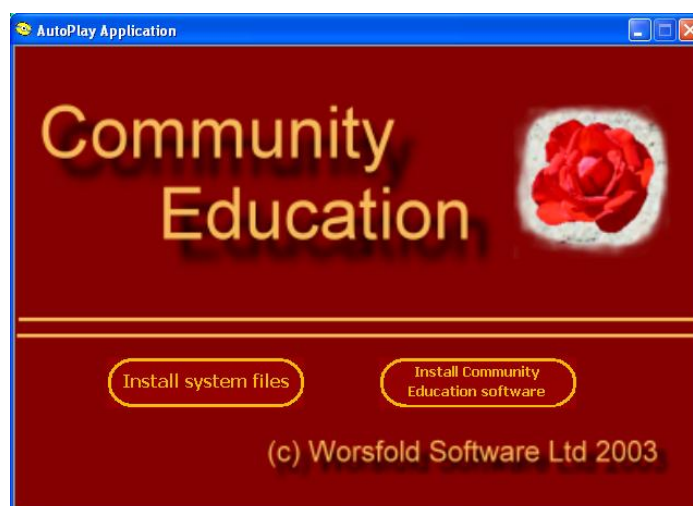 AutoPlay Application
Community
Education
Install system files
Install Community
Education software
(c) Worsfold Software Ltd 2003